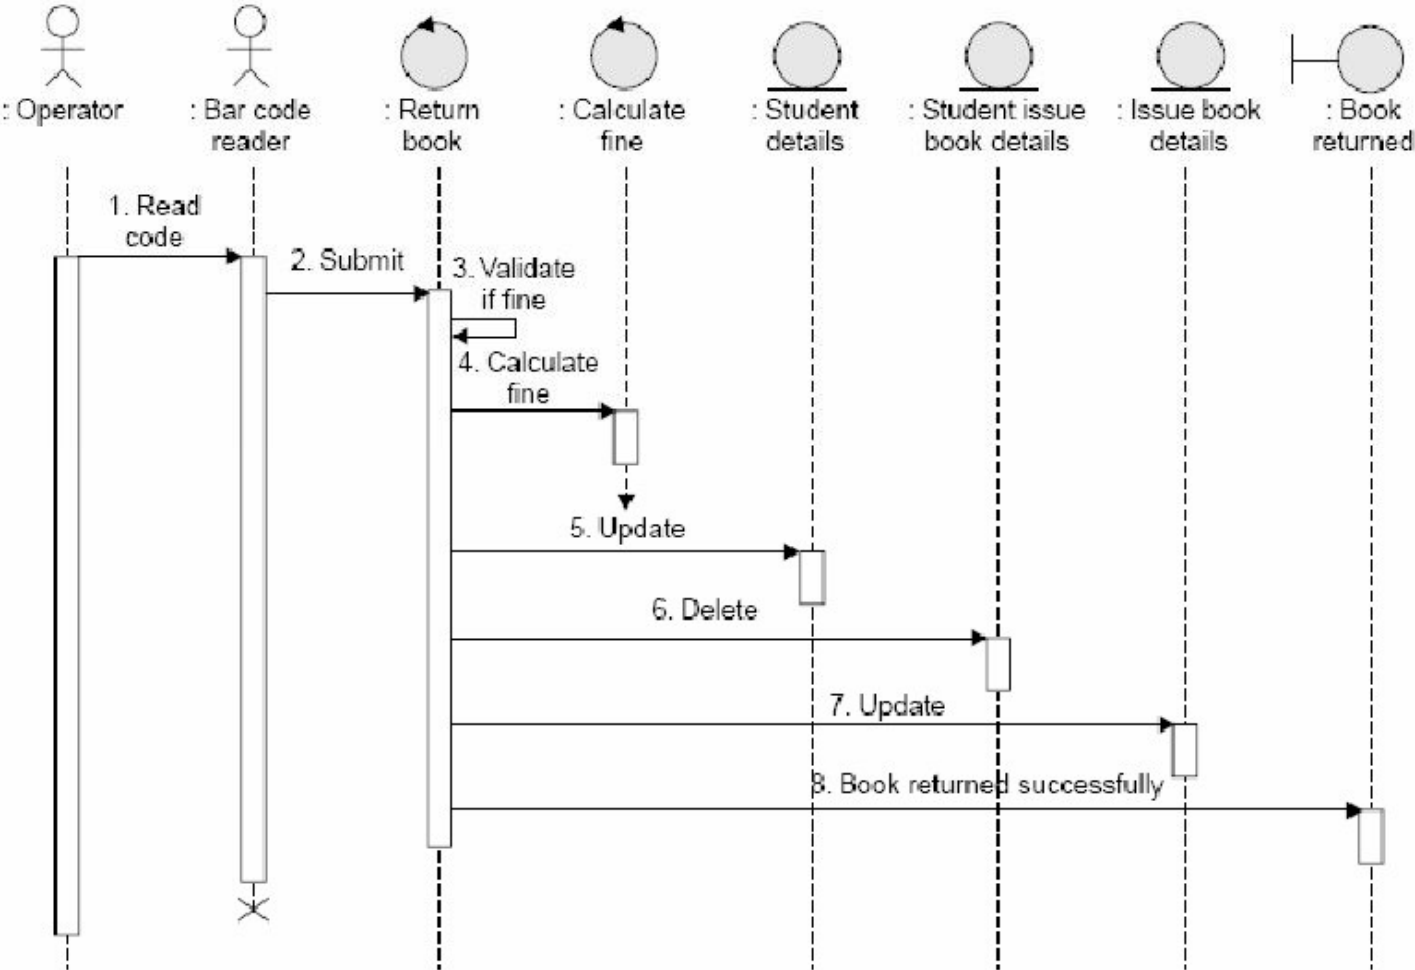 : Operator
: Bar code
reader
: Return
book
: Calculate
fine
: Student
details
: Student issue
book details
: Issue book
details
: Book
returned
1. Read
code
2. Submit
3. Validate
if fine
4. Calculate
fine
5. Update
6. Delete
7. Update
8. Book returned successfully